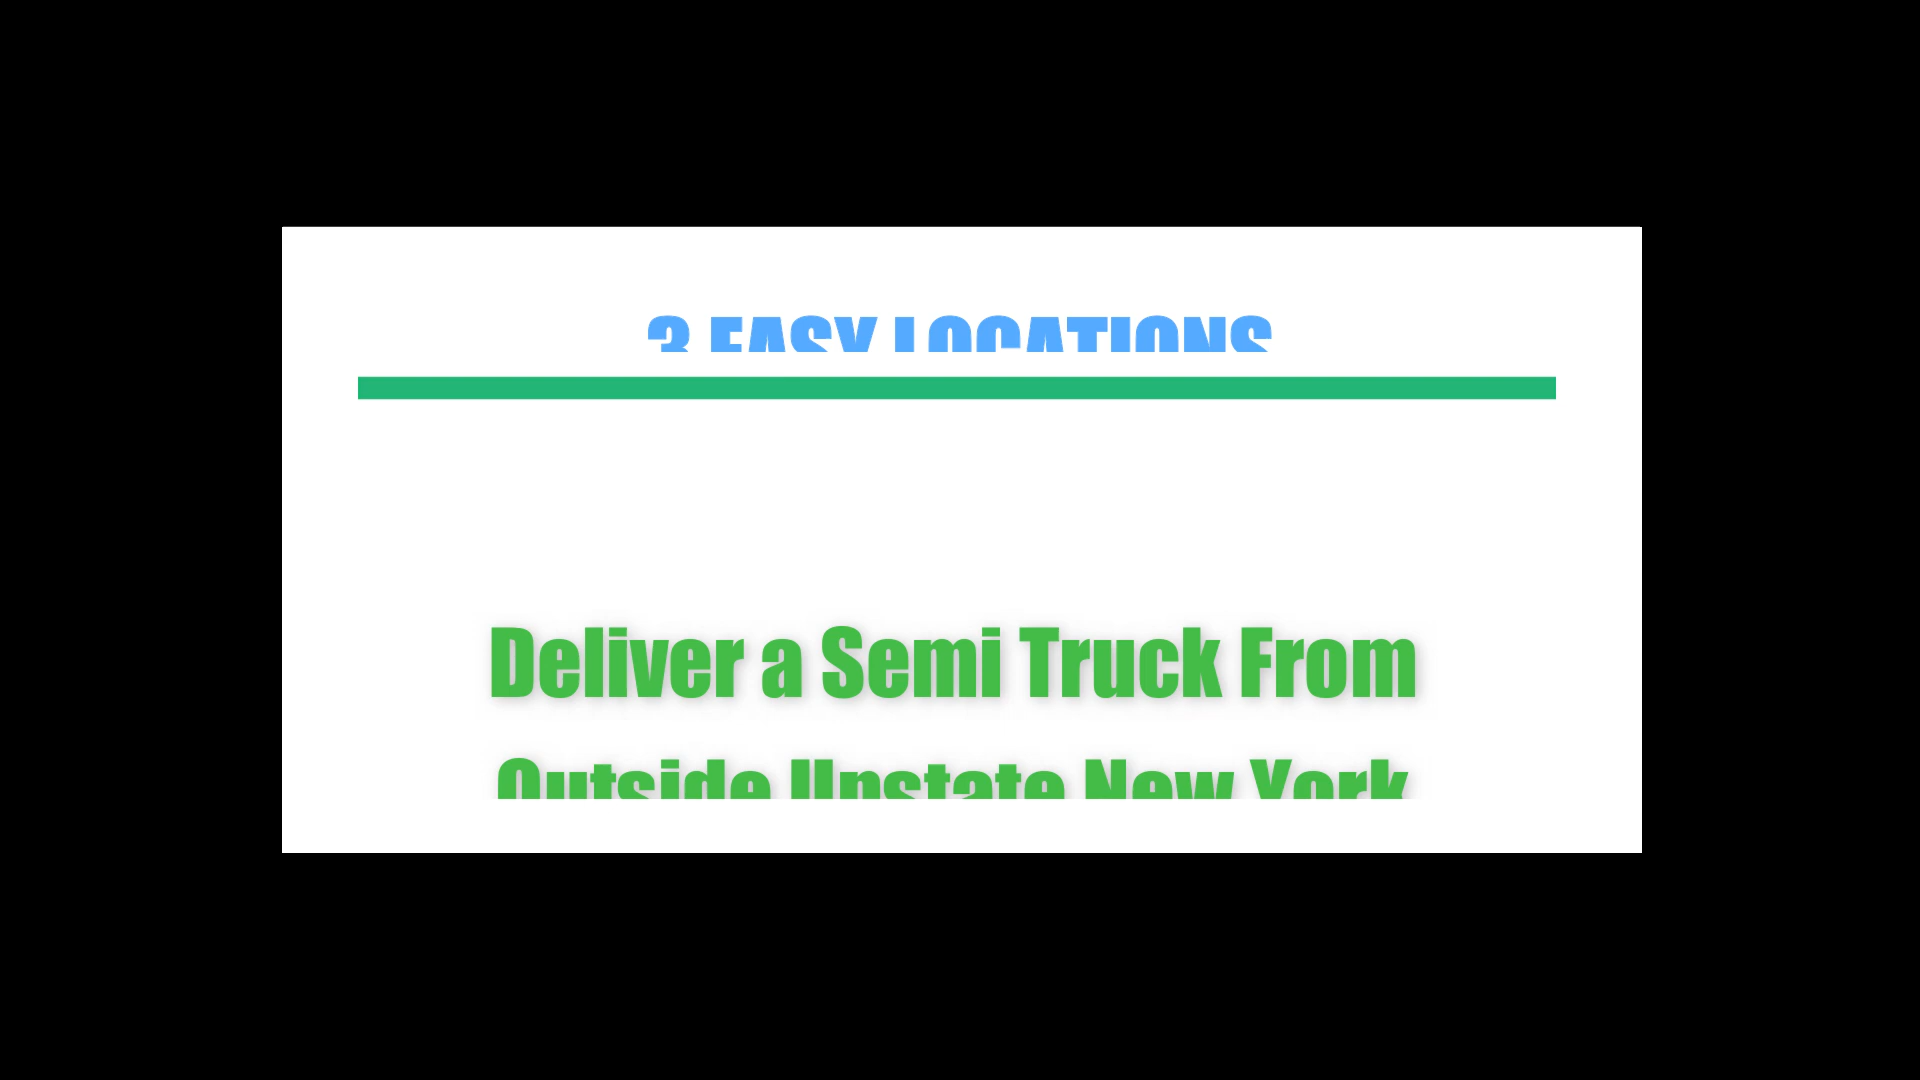 3 EASY LOCATIONS
Deliver a Semi Truck From
Outside Upstate New York